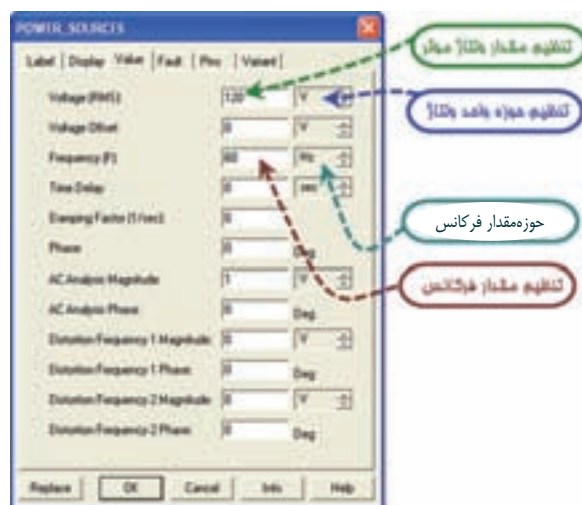 POWER_SOURCES
Label Display Value Fault Pins Variant
Voltage (RMS): 120 V
Voltage Offset 0 V
Frequency (F) 60 Hz
Time Delay 0 sec
Damping Factor (1/sec) 0
Phase 0 Deg
AC Analysis Magnitude 1 V
AC Analysis Phase 0 Deg
Distortion Frequency 1 Magnitude 0 V
Distortion Frequency 1 Phase 0 Deg
Distortion Frequency 2 Magnitude 0 V
Distortion Frequency 2 Phase 0 Deg
Replace OK Cancel Info Help
تنظیم مقدار ولتاژ موثر
تنظیم حوزه واحد ولتاژ
حوزه‌مقدار فرکانس
تنظیم مقدار فرکانس